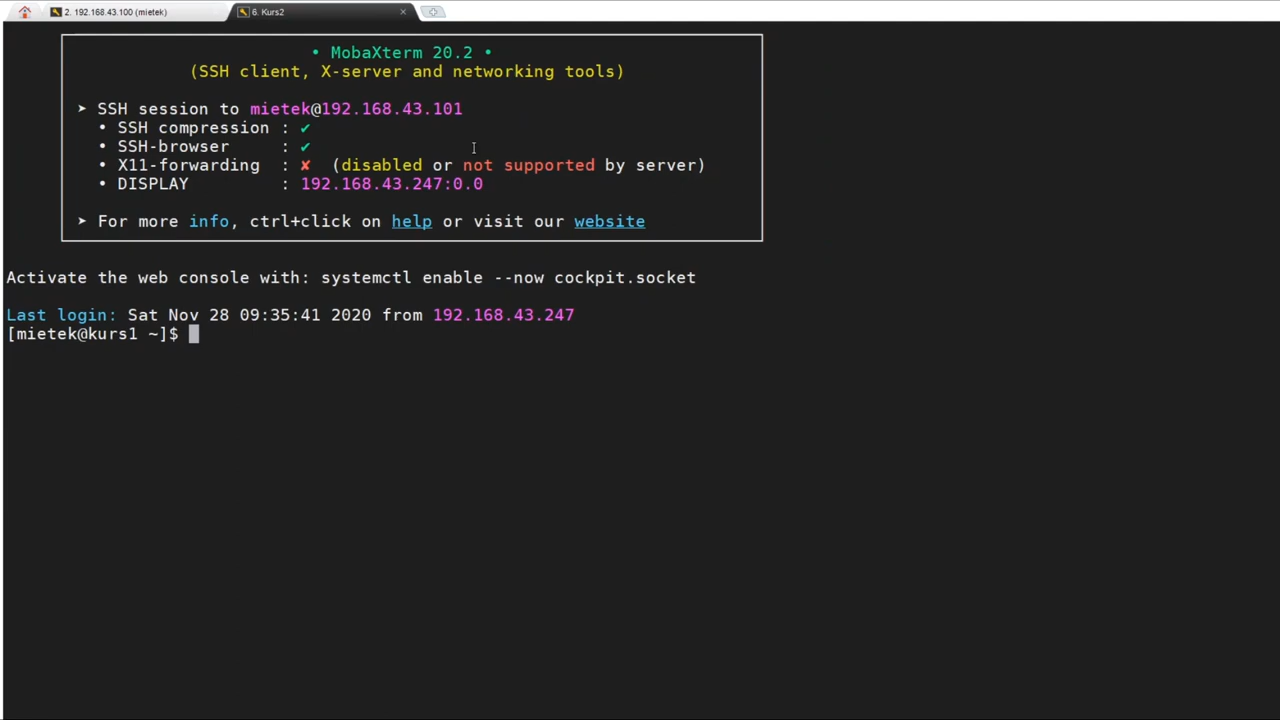 2. 192.168.43.100 (mietek)
6. Kurs2
• MobaXterm 20.2 •
(SSH client, X-server and networking tools)
➤ SSH session to mietek@192.168.43.101
• SSH compression : ✔
• SSH-browser : ✔
• X11-forwarding : ✘ (disabled or not supported by server)
• DISPLAY : 192.168.43.247:0.0
➤ For more info, ctrl+click on help or visit our website
Activate the web console with: systemctl enable --now cockpit.socket
Last login: Sat Nov 28 09:35:41 2020 from 192.168.43.247
[mietek@kurs1 ~]$